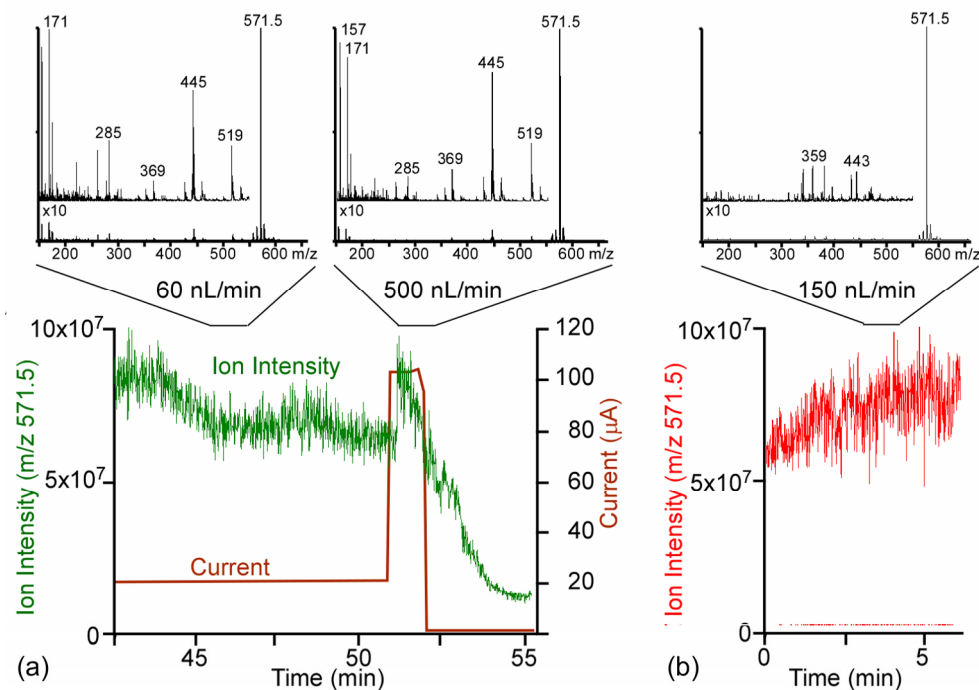 171
285
369
445
519
571.5
x10
200 300 400 500 m/z
60 nL/min
157
171
285
369
445
519
571.5
x10
200 300 400 500 600 m/z
500 nL/min
571.5
359
443
x10
200 300 400 500 600 m/z
150 nL/min
10x10⁷
5x10⁷
0
Ion Intensity (m/z 571.5)
Ion Intensity
Current
120
100
80
60
40
20
Current (µA)
45 50 55
Time (min)
(a)
10x10⁷
5x10⁷
0
Ion Intensity (m/z 571.5)
0 5
Time (min)
(b)